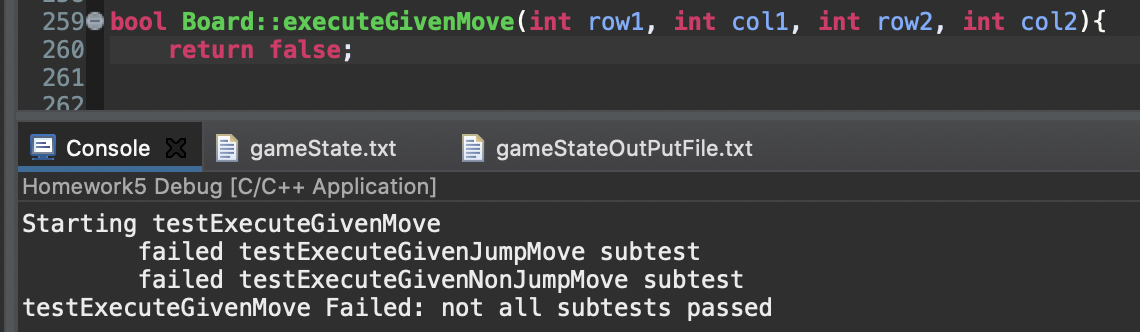 259 bool Board::executeGivenMove(int row1, int col1, int row2, int col2){
260 return false;
261
262
Console gameState.txt gameStateOutPutFile.txt
Homework5 Debug [C/C++ Application]
Starting testExecuteGivenMove
failed testExecuteGivenJumpMove subtest
failed testExecuteGivenNonJumpMove subtest
testExecuteGivenMove Failed: not all subtests passed